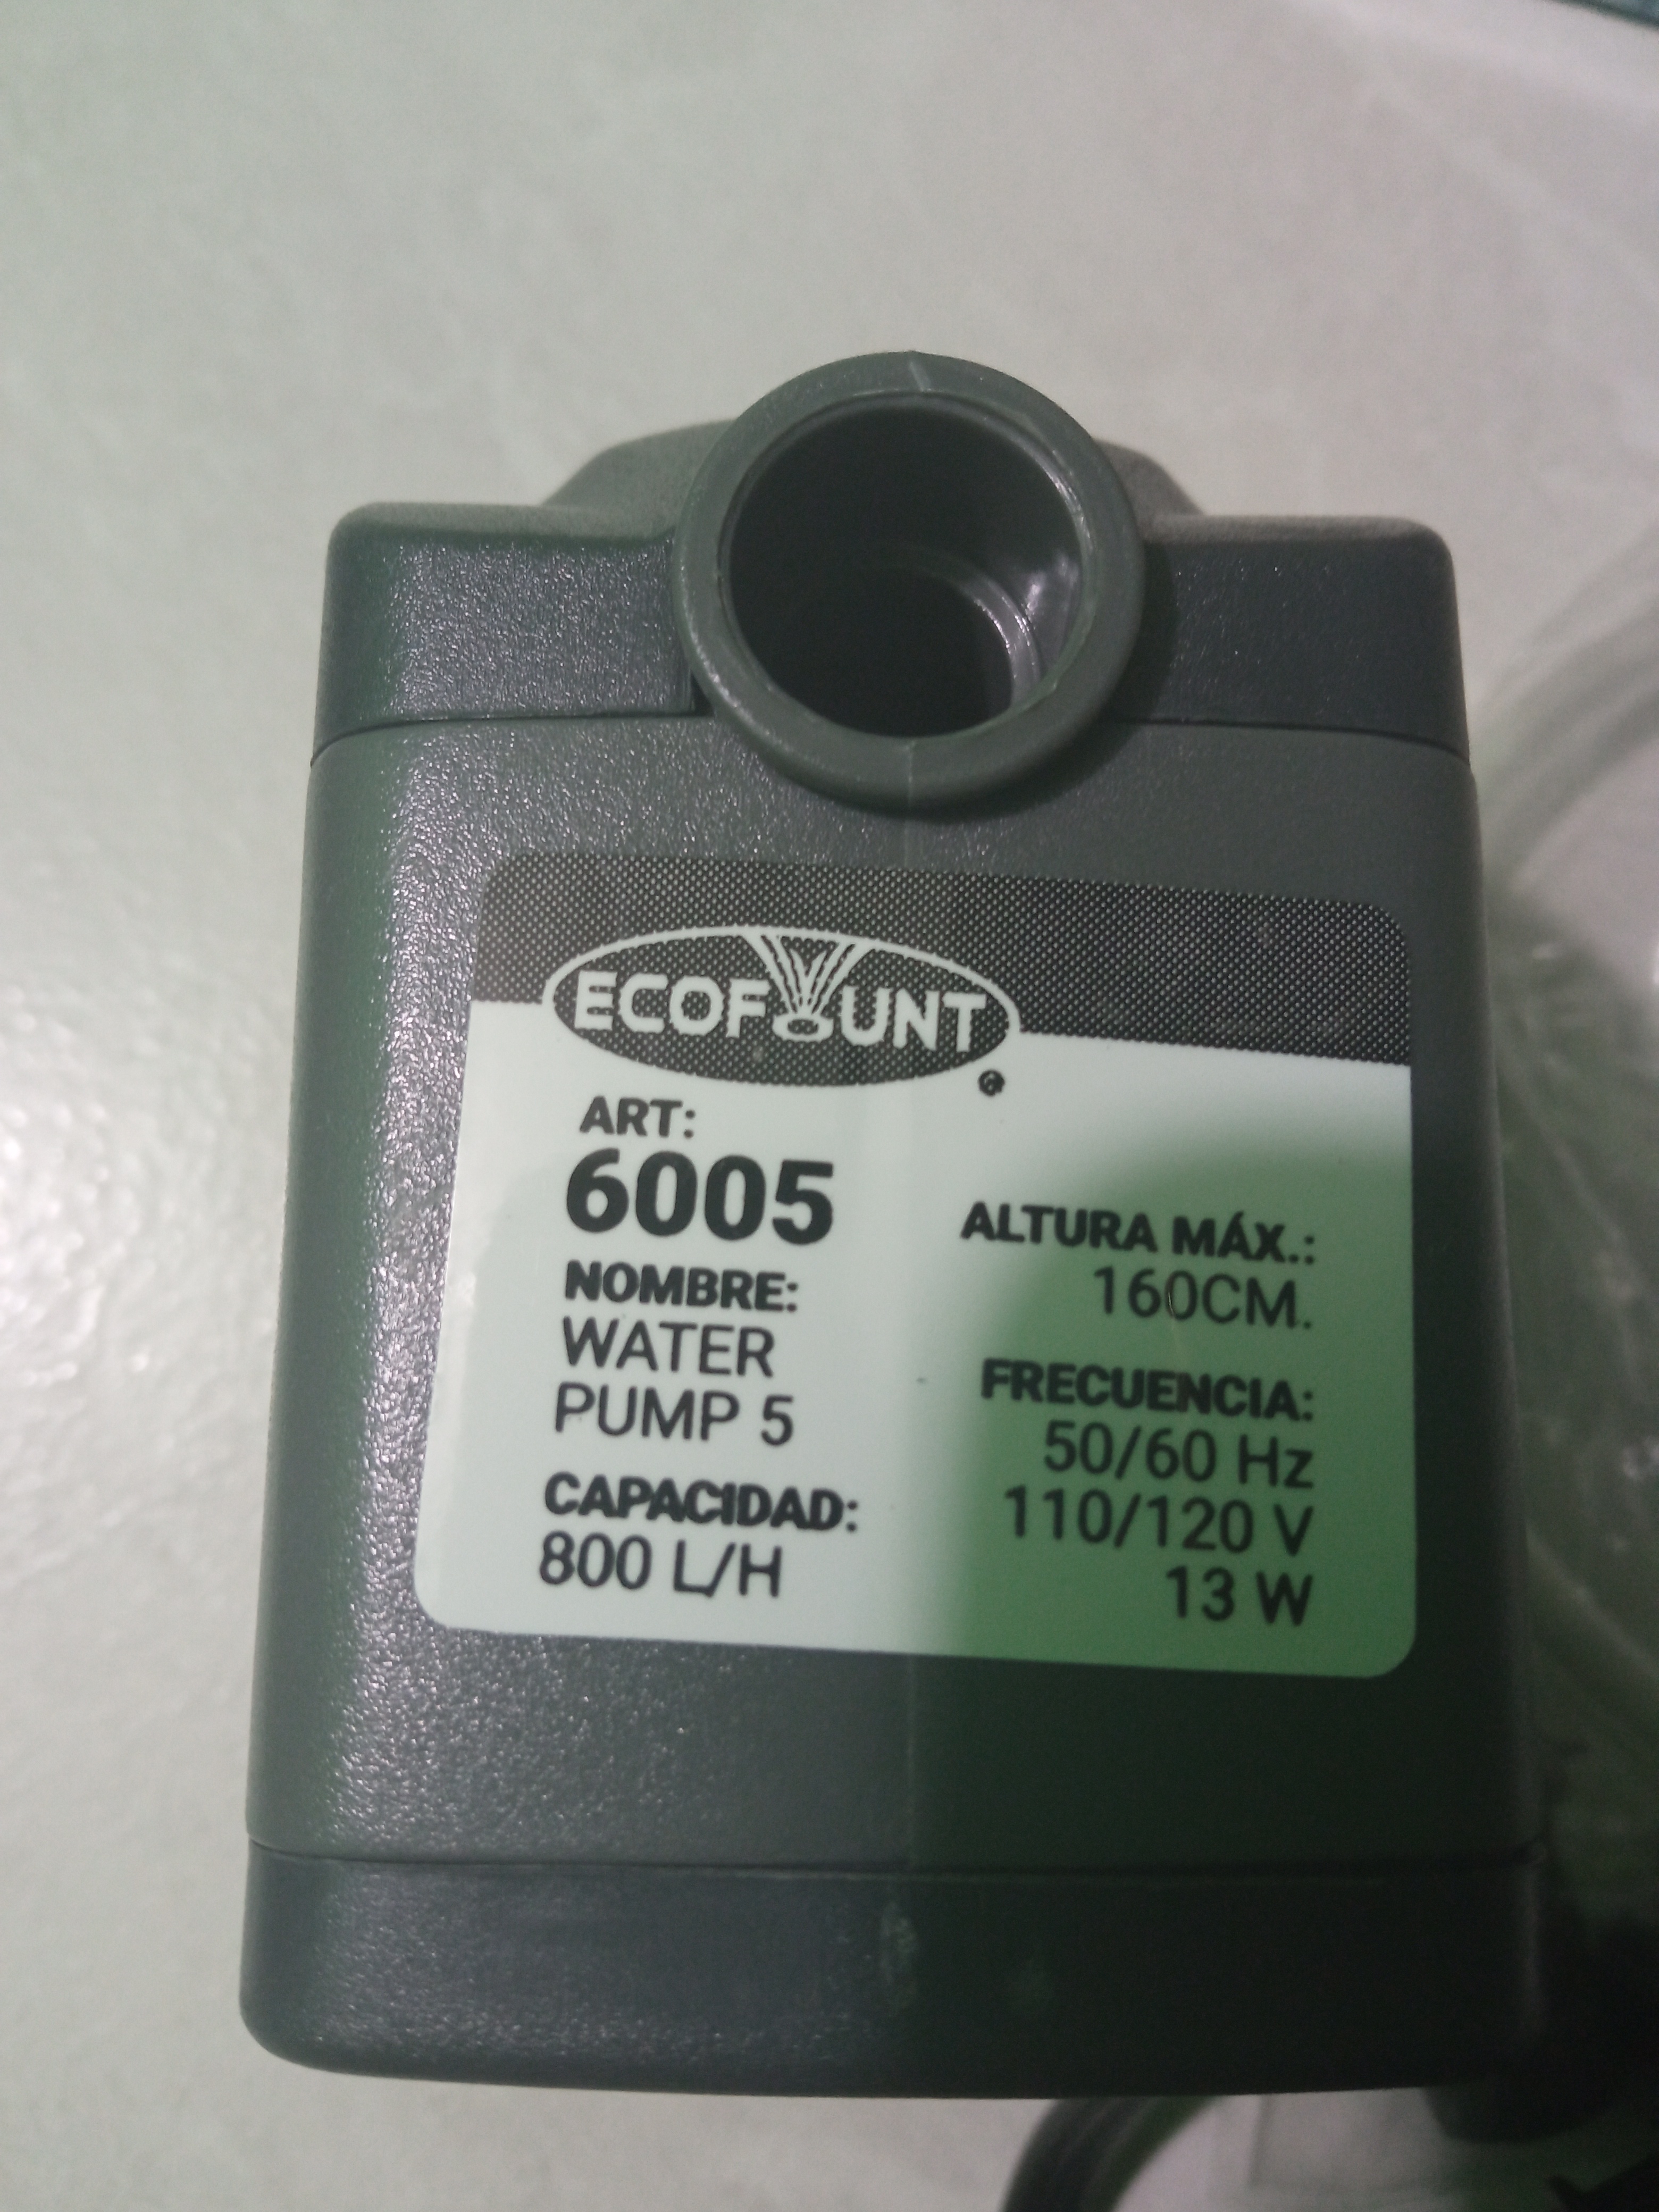 ECOFOUNT
ART:
6005
NOMBRE:
WATER
PUMP 5
CAPACIDAD:
800 L/H
ALTURA MÁX.:
160CM.
FRECUENCIA:
50/60 Hz
110/120 V
13 W